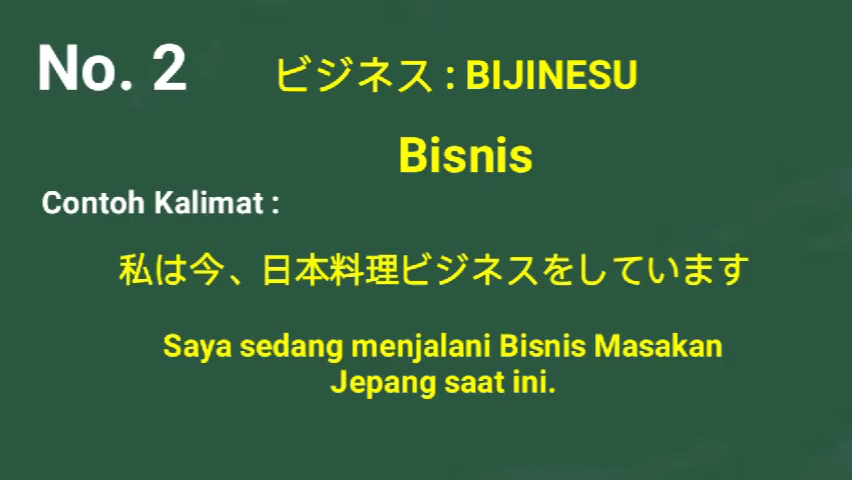 No. 2
ビジネス : BIJINESU
Bisnis
Contoh Kalimat :
私は今、日本料理ビジネスをしています
Saya sedang menjalani Bisnis Masakan
Jepang saat ini.